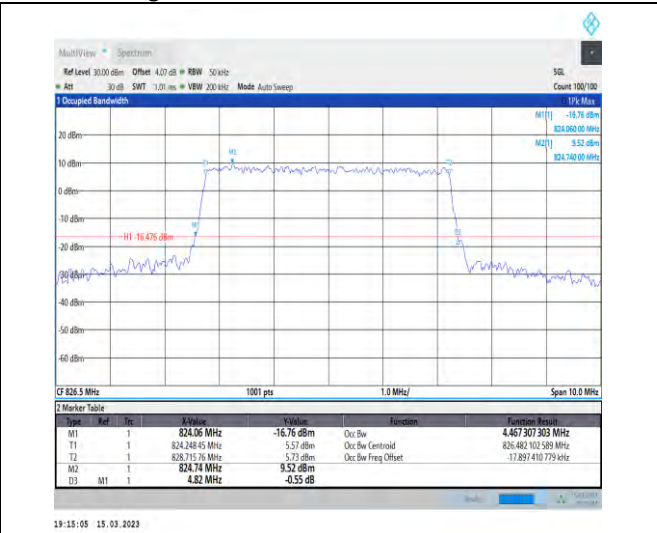 MultiView Spectrum
Ref Level 30.00 dBm Offset 4.07 dB RBW 50 kHz SGL
Att 30 dB SWT 1.01 ms VBW 200 kHz Mode Auto Sweep Count 100/100
1 Occupied Bandwidth 1Pk Max
M1[1] -16.76 dBm
824.060 00 MHz
M2[1] 9.52 dBm
824.740 00 MHz
20 dBm
M2
10 dBm
0 dBm
-10 dBm
H1 -16.476 dBm
-20 dBm
-30 dBm
-40 dBm
-50 dBm
-60 dBm
CF 826.5 MHz 1001 pts 1.0 MHz/ Span 10.0 MHz
2 Marker Table
Type Ref Trc X-Value Y-Value Function Function Result
M1 1 824.06 MHz -16.76 dBm Occ Bw 4.467 307 303 MHz
T1 1 824.248 45 MHz 5.57 dBm Occ Bw Centroid 826.482 102 589 MHz
T2 1 828.715 76 MHz 5.73 dBm Occ Bw Freq Offset -17.897 410 779 kHz
M2 1 824.74 MHz 9.52 dBm
D3 M1 1 4.82 MHz -0.55 dB
19:15:05 15.03.2023